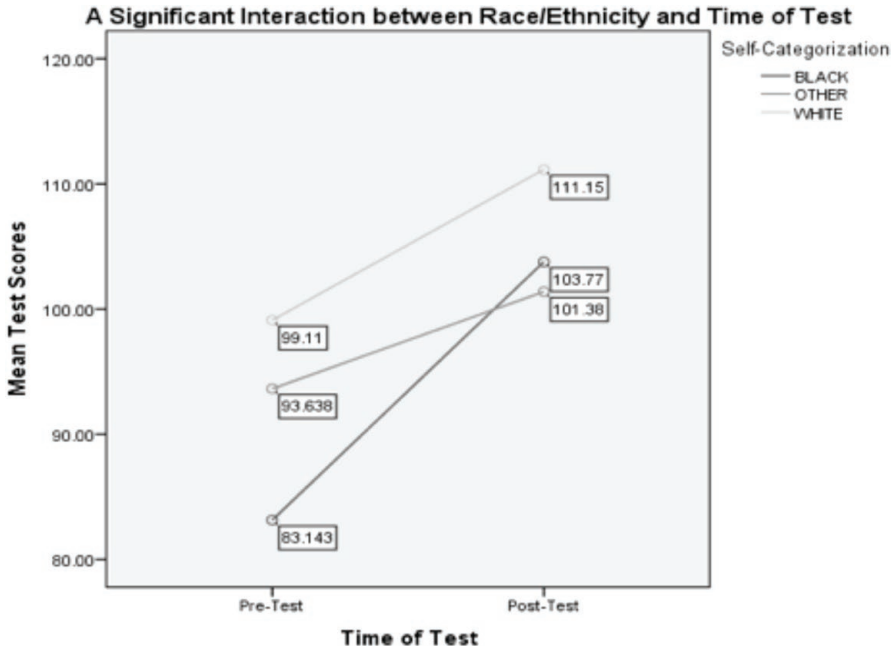 A Significant Interaction between Race/Ethnicity and Time of Test
Self-Categorization
BLACK
OTHER
WHITE
Mean Test Scores
120.00
110.00
100.00
90.00
80.00
111.15
103.77
101.38
99.11
93.638
83.143
Pre-Test
Post-Test
Time of Test